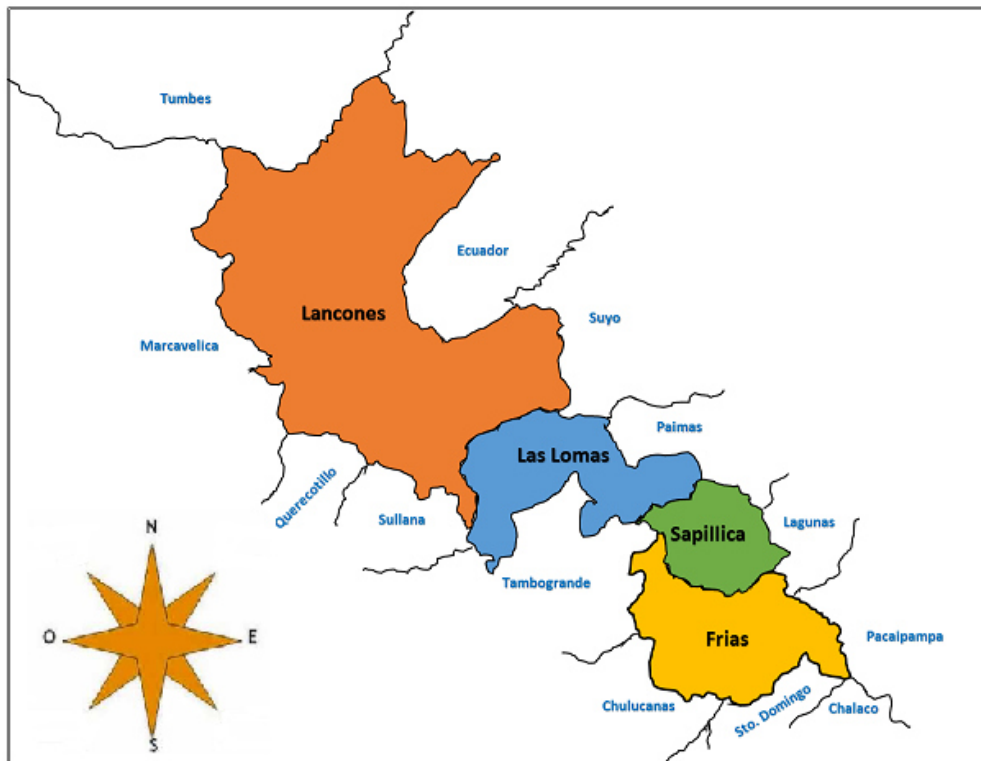 Tumbes
Ecuador
Lancones
Suyo
Marcavelica
Paimas
Las Lomas
Querecotillo
Sullana
Lagunas
Sapillica
Tambogrande
N
O
E
S
Frias
Pacaipampa
Chulucanas
Sto. Domingo
Chalaco